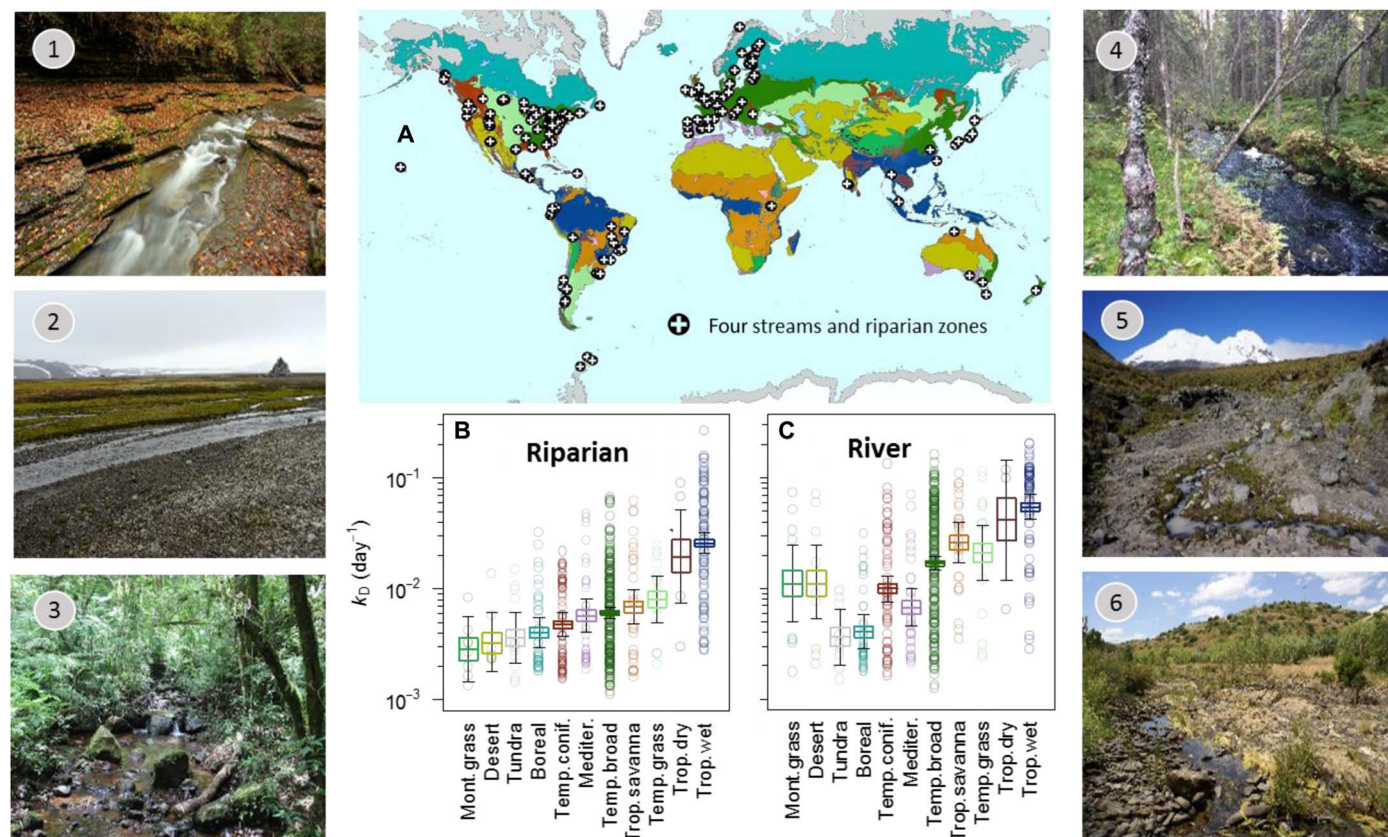 1
2
3
A
Four streams and riparian zones
4
5
6
B
Riparian
C
River
10⁻¹
10⁻²
10⁻³
k_D (day⁻¹)
Mont.grass
Desert
Tundra
Boreal
Temp.conif.
Mediter.
Temp.broad
Trop.savanna
Temp.grass
Trop.dry
Trop.wet
Mont.grass
Desert
Tundra
Boreal
Temp.conif.
Mediter.
Temp.broad
Trop.savanna
Temp.grass
Trop.dry
Trop.wet